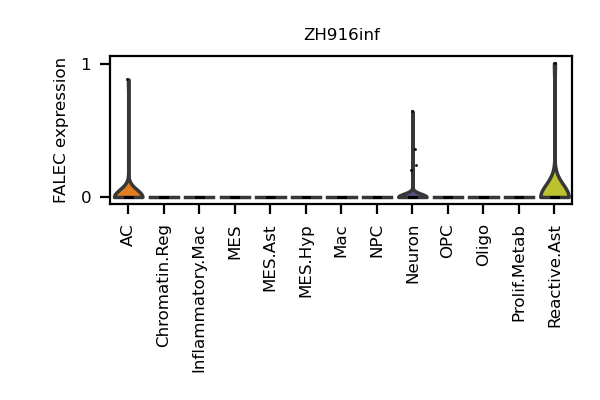 ZH916inf
FALEC expression
1
0
AC
Chromatin.Reg
Inflammatory.Mac
MES
MES.Ast
MES.Hyp
Mac
NPC
Neuron
OPC
Oligo
Prolif.Metab
Reactive.Ast